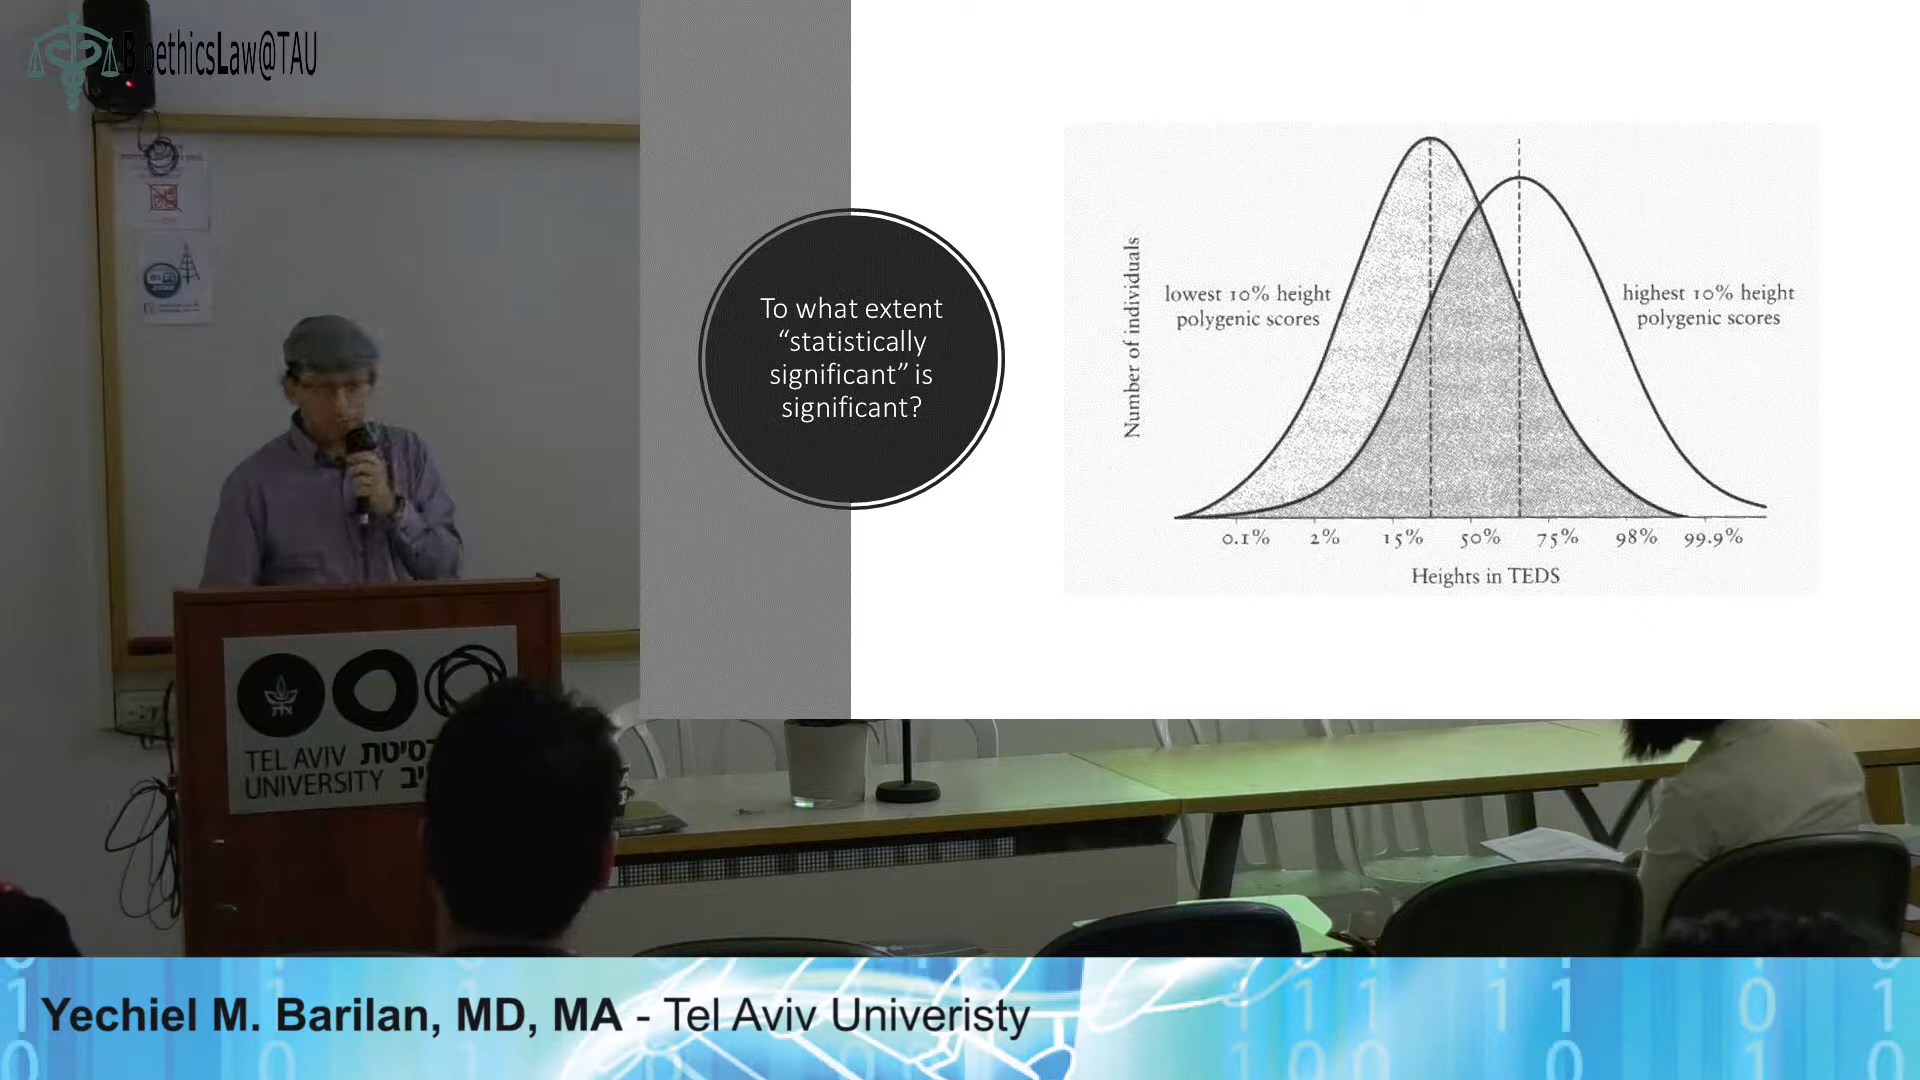 BioethicsLaw@TAU
To what extent
“statistically
significant” is
significant?
Number of individuals
lowest 10% height
polygenic scores
highest 10% height
polygenic scores
0.1% 2% 15% 50% 75% 98% 99.9%
Heights in TEDS
TEL AVIV
UNIVERSITY
Yechiel M. Barilan, MD, MA - Tel Aviv Univeristy